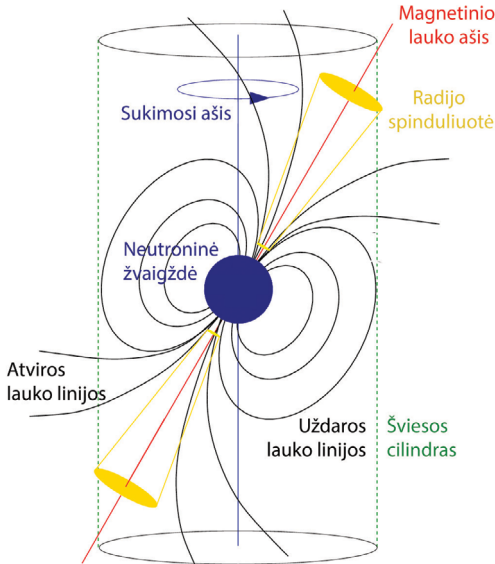 Magnetinio
lauko ašis
Radijo
spinduliuotė
Sukimosi ašis
Neutroninė
žvaigždė
Atviros
lauko linijos
Uždaros
lauko linijos
Šviesos
cilindras